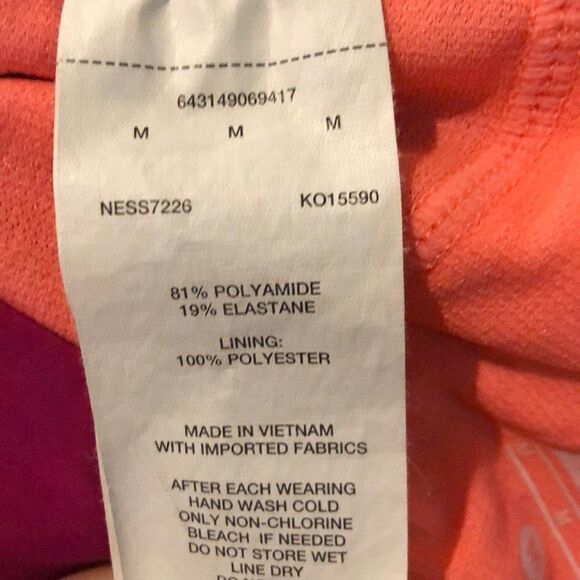 643149069417
M M M
NESS7226 KO15590
81% POLYAMIDE
19% ELASTANE
LINING:
100% POLYESTER
MADE IN VIETNAM
WITH IMPORTED FABRICS
AFTER EACH WEARING
HAND WASH COLD
ONLY NON-CHLORINE
BLEACH IF NEEDED
DO NOT STORE WET
LINE DRY